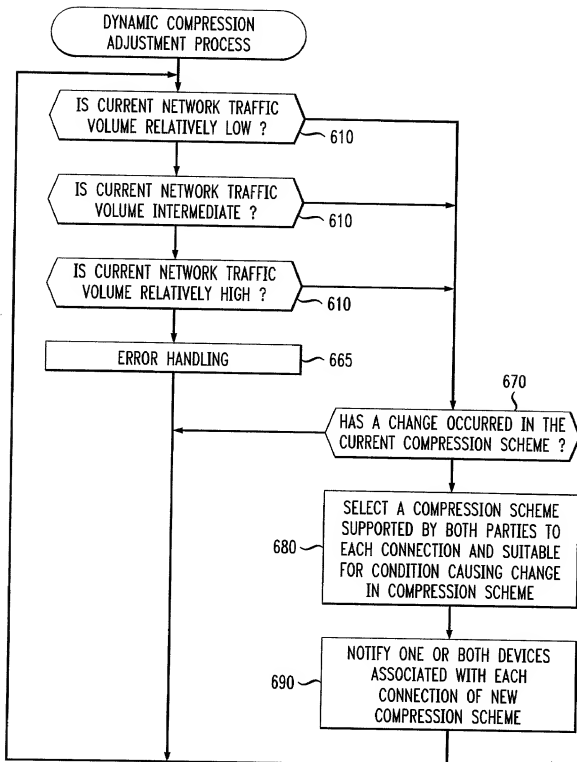 DYNAMIC COMPRESSION
ADJUSTMENT PROCESS
IS CURRENT NETWORK TRAFFIC
VOLUME RELATIVELY LOW ?
610
IS CURRENT NETWORK TRAFFIC
VOLUME INTERMEDIATE ?
610
IS CURRENT NETWORK TRAFFIC
VOLUME RELATIVELY HIGH ?
610
ERROR HANDLING
665
670
HAS A CHANGE OCCURRED IN THE
CURRENT COMPRESSION SCHEME ?
SELECT A COMPRESSION SCHEME
SUPPORTED BY BOTH PARTIES TO
EACH CONNECTION AND SUITABLE
FOR CONDITION CAUSING CHANGE
IN COMPRESSION SCHEME
680
NOTIFY ONE OR BOTH DEVICES
ASSOCIATED WITH EACH
CONNECTION OF NEW
COMPRESSION SCHEME
690